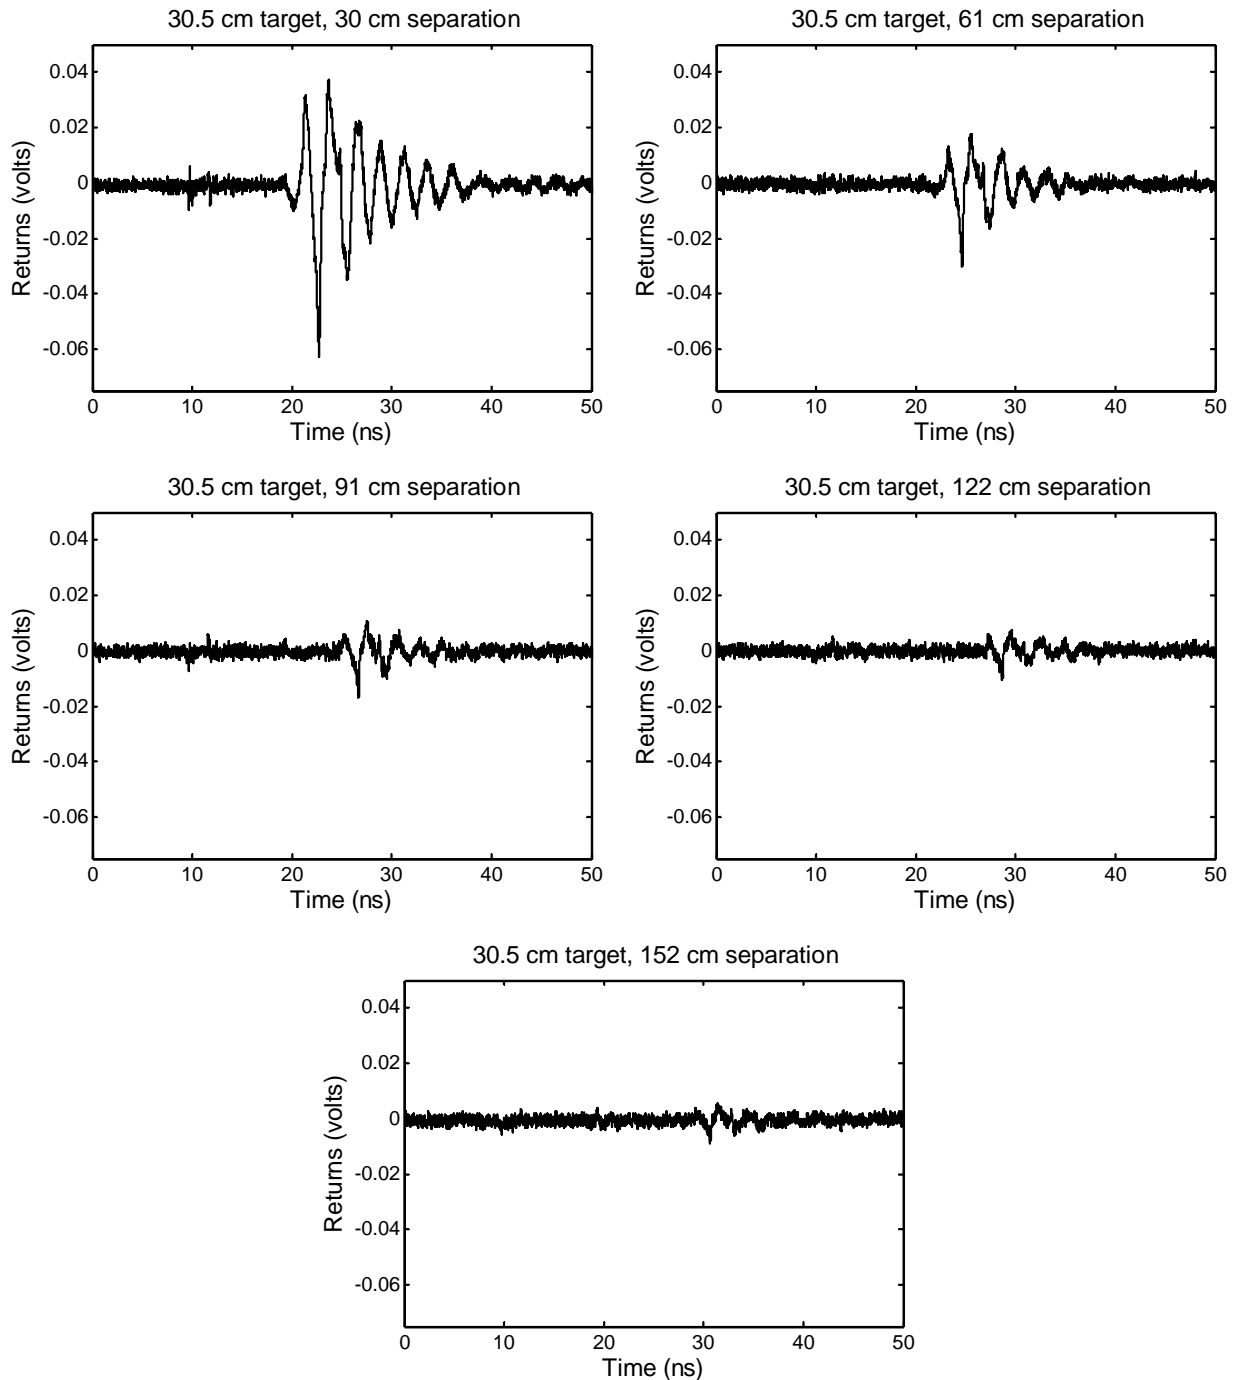 30.5 cm target, 30 cm separation
0.04
0.02
0
-0.02
-0.04
-0.06
Returns (volts)
0 10 20 30 40 50
Time (ns)
30.5 cm target, 61 cm separation
0.04
0.02
0
-0.02
-0.04
-0.06
Returns (volts)
0 10 20 30 40 50
Time (ns)
30.5 cm target, 91 cm separation
0.04
0.02
0
-0.02
-0.04
-0.06
Returns (volts)
0 10 20 30 40 50
Time (ns)
30.5 cm target, 122 cm separation
0.04
0.02
0
-0.02
-0.04
-0.06
Returns (volts)
0 10 20 30 40 50
Time (ns)
30.5 cm target, 152 cm separation
0.04
0.02
0
-0.02
-0.04
-0.06
Returns (volts)
0 10 20 30 40 50
Time (ns)